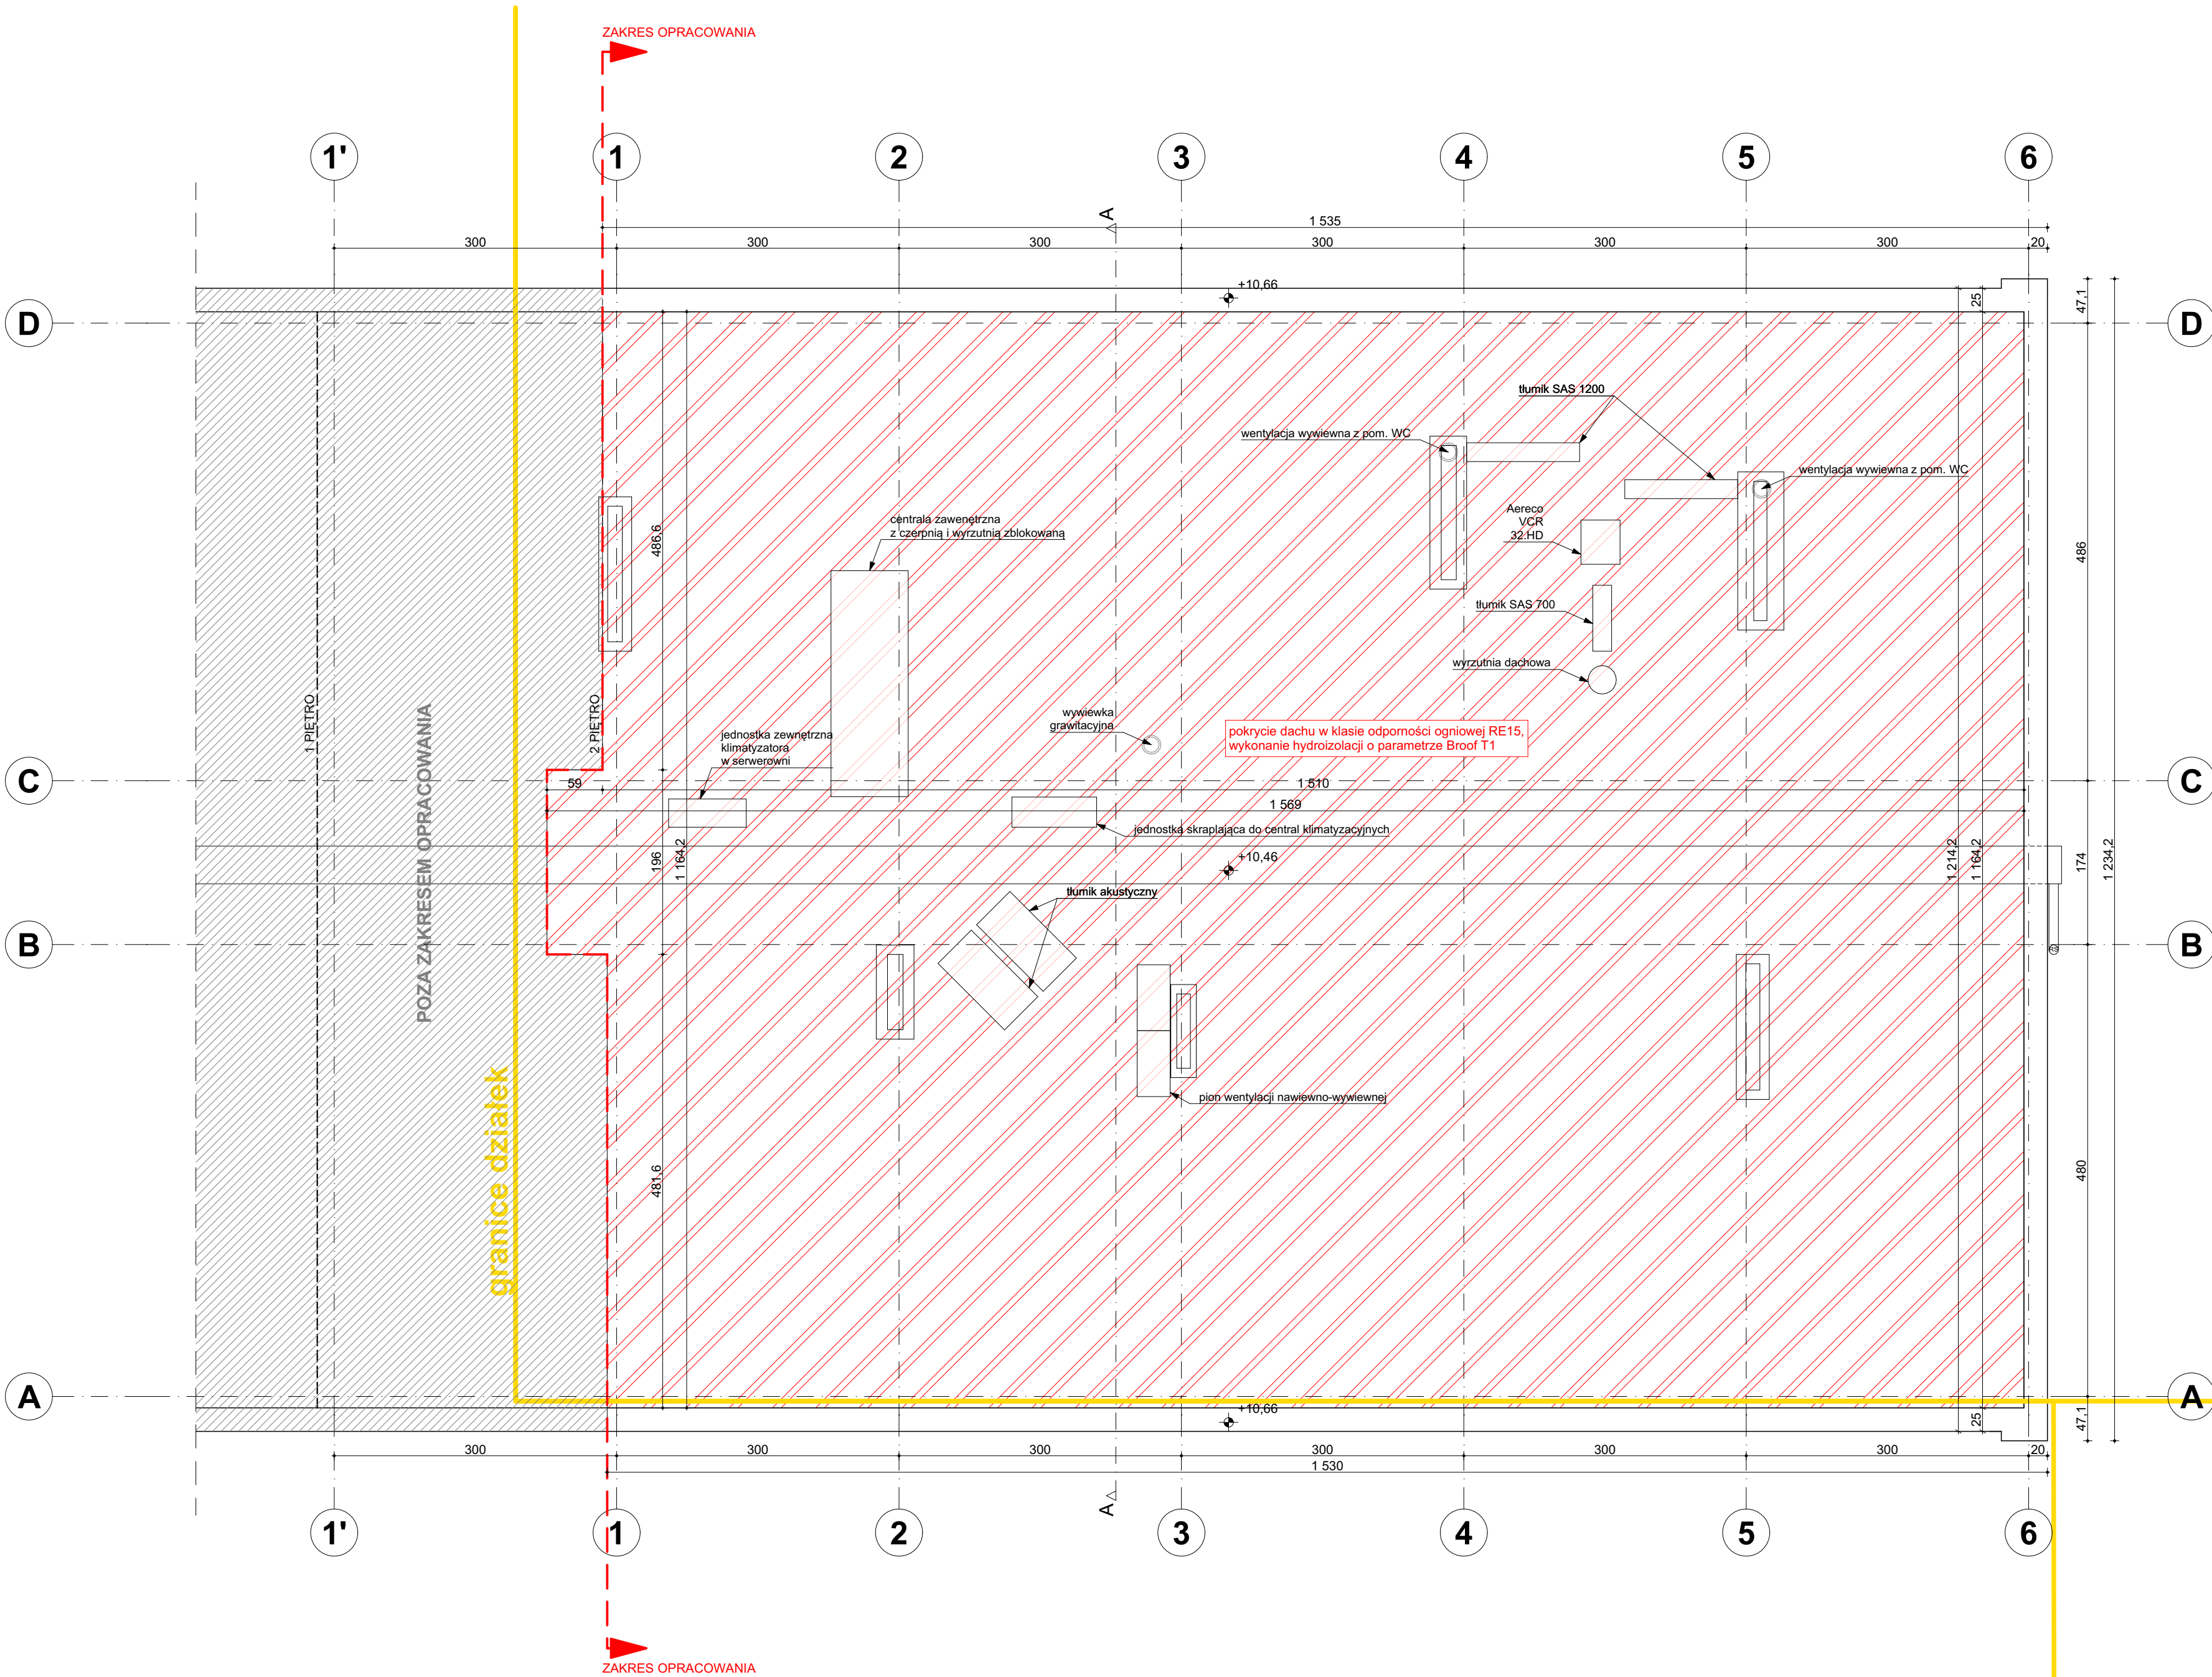 ZAKRES OPRACOWANIA
1'
1
2
3
4
5
6
A
1 535
300
300
300
300
300
300
20
+10,66
25
47,1
D
D
tłumik SAS 1200
wentylacja wywiewna z pom. WC
wentylacja wywiewna z pom. WC
Aereco
VCR
32.HD
centrala zawenętrzna
z czerpnią i wyrzutnią zblokowaną
486,6
486
tłumik SAS 700
wyrzutnia dachowa
1 PIĘTRO
2 PIĘTRO
POZA ZAKRESEM OPRACOWANIA
wywiewka
grawitacyjna
pokrycie dachu w klasie odporności ogniowej RE15,
wykonanie hydroizolacji o parametrze Broof T1
jednostka zewnętrzna
klimatyzatora
w serwerowni
C
C
59
1 510
1 569
jednostka skraplająca do central klimatyzacyjnych
196
1 164,2
+10,46
1 214,2
1 164,2
174
1 234,2
tłumik akustyczny
B
B
pion wentylacji nawiewno-wywiewnej
granice działek
481,6
480
A
A
+10,66
25
47,1
300
300
300
300
300
300
20
1 530
A
1'
1
2
3
4
5
6
ZAKRES OPRACOWANIA